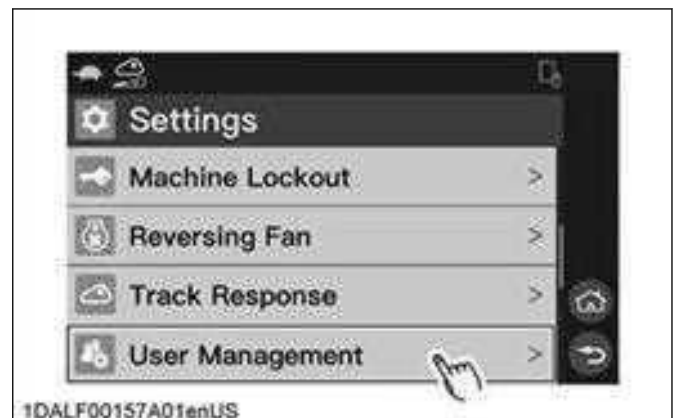 Settings
Machine Lockout >
Reversing Fan >
Track Response >
User Management >
1DALF00157A01enUS